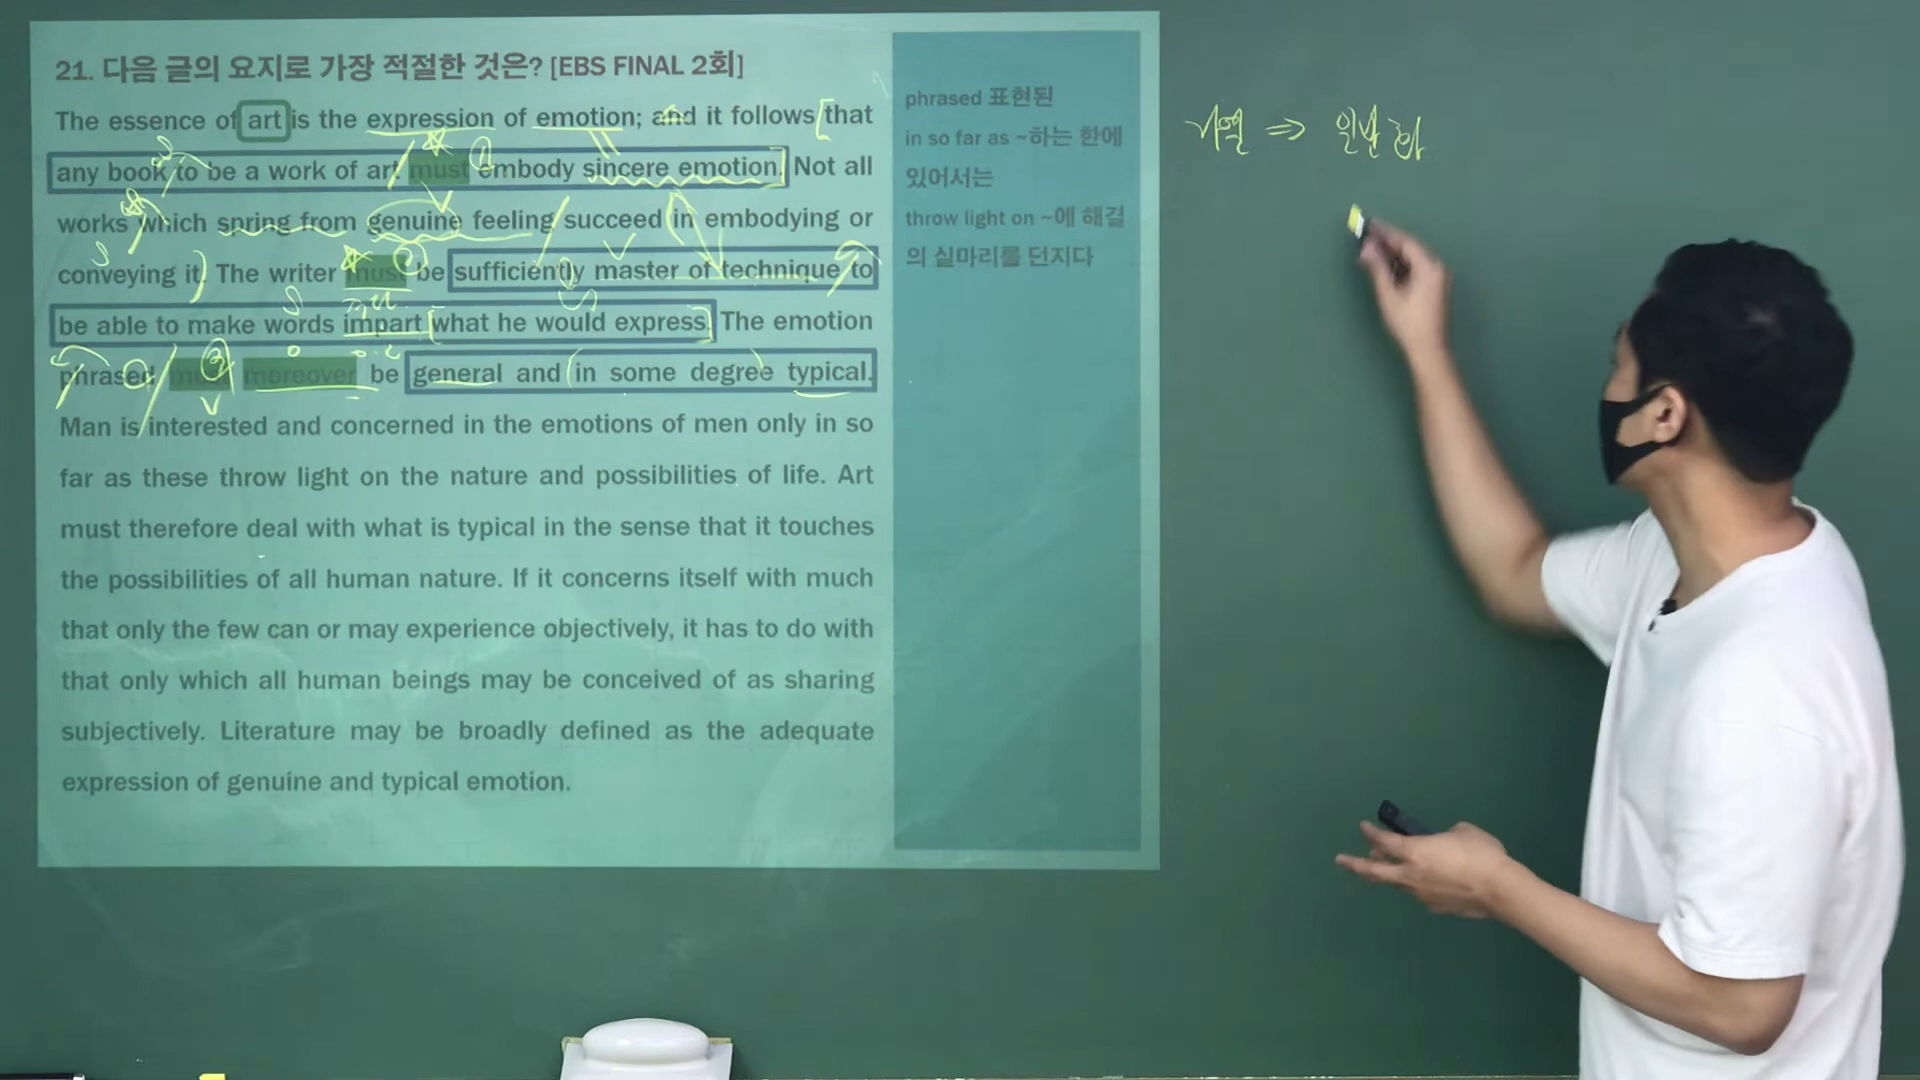 21. 다음 글의 요지로 가장 적절한 것은? [EBS FINAL 2회]
The essence of art is the expression of emotion; and it follows that
any book to be a work of art must embody sincere emotion. Not all
works which spring from genuine feeling succeed in embodying or
conveying it. The writer must be sufficiently master of technique to
be able to make words impart what he would express. The emotion
phrased must moreover be general and in some degree typical.
Man is interested and concerned in the emotions of men only in so
far as these throw light on the nature and possibilities of life. Art
must therefore deal with what is typical in the sense that it touches
the possibilities of all human nature. If it concerns itself with much
that only the few can or may experience objectively, it has to do with
that only which all human beings may be conceived of as sharing
subjectively. Literature may be broadly defined as the adequate
expression of genuine and typical emotion.
phrased 표현된
in so far as ~하는 한에
있어서는
throw light on ~에 해결
의 실마리를 던지다
나열 ⇒ 일반화